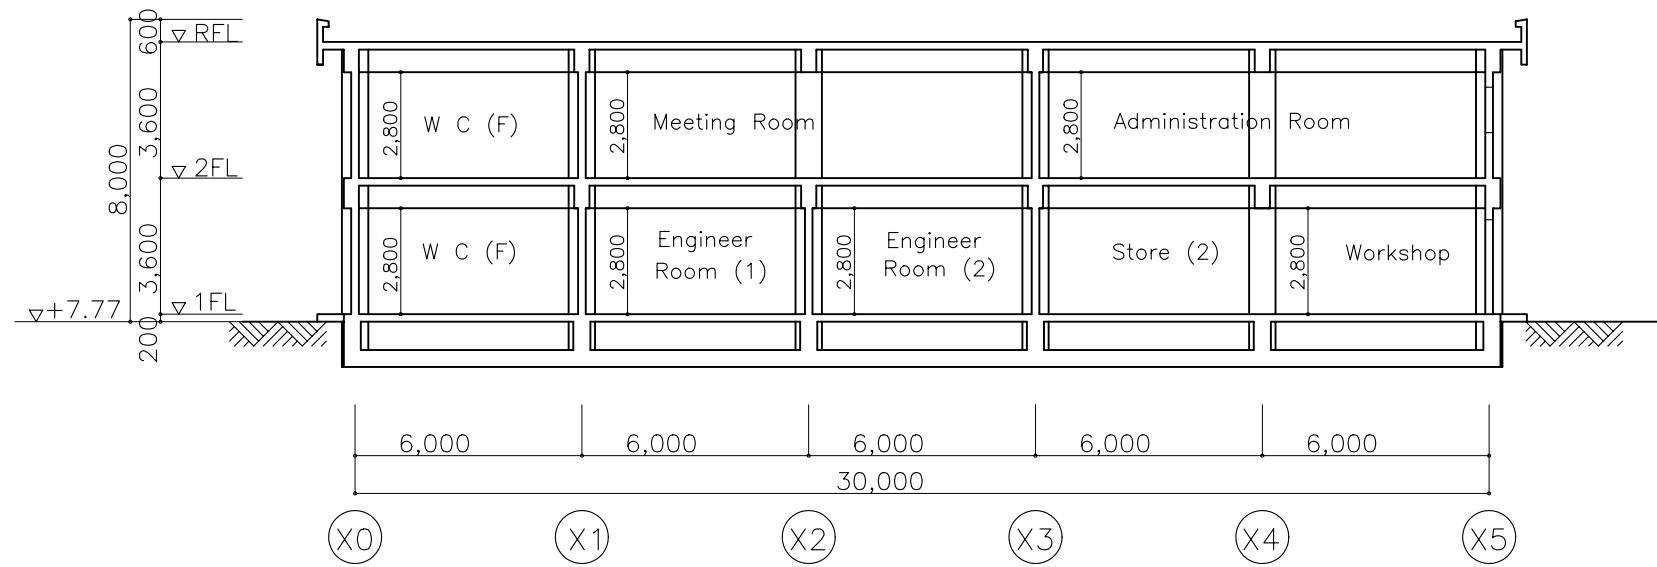 600
RFL
3,600
8,000
2FL
3,600
1FL
+7.77
200
2,800
W C (F)
2,800
Meeting Room
2,800
Administration Room
2,800
W C (F)
2,800
Engineer
Room (1)
2,800
Engineer
Room (2)
Store (2)
2,800
Workshop
6,000
6,000
6,000
6,000
6,000
30,000
X0
X1
X2
X3
X4
X5